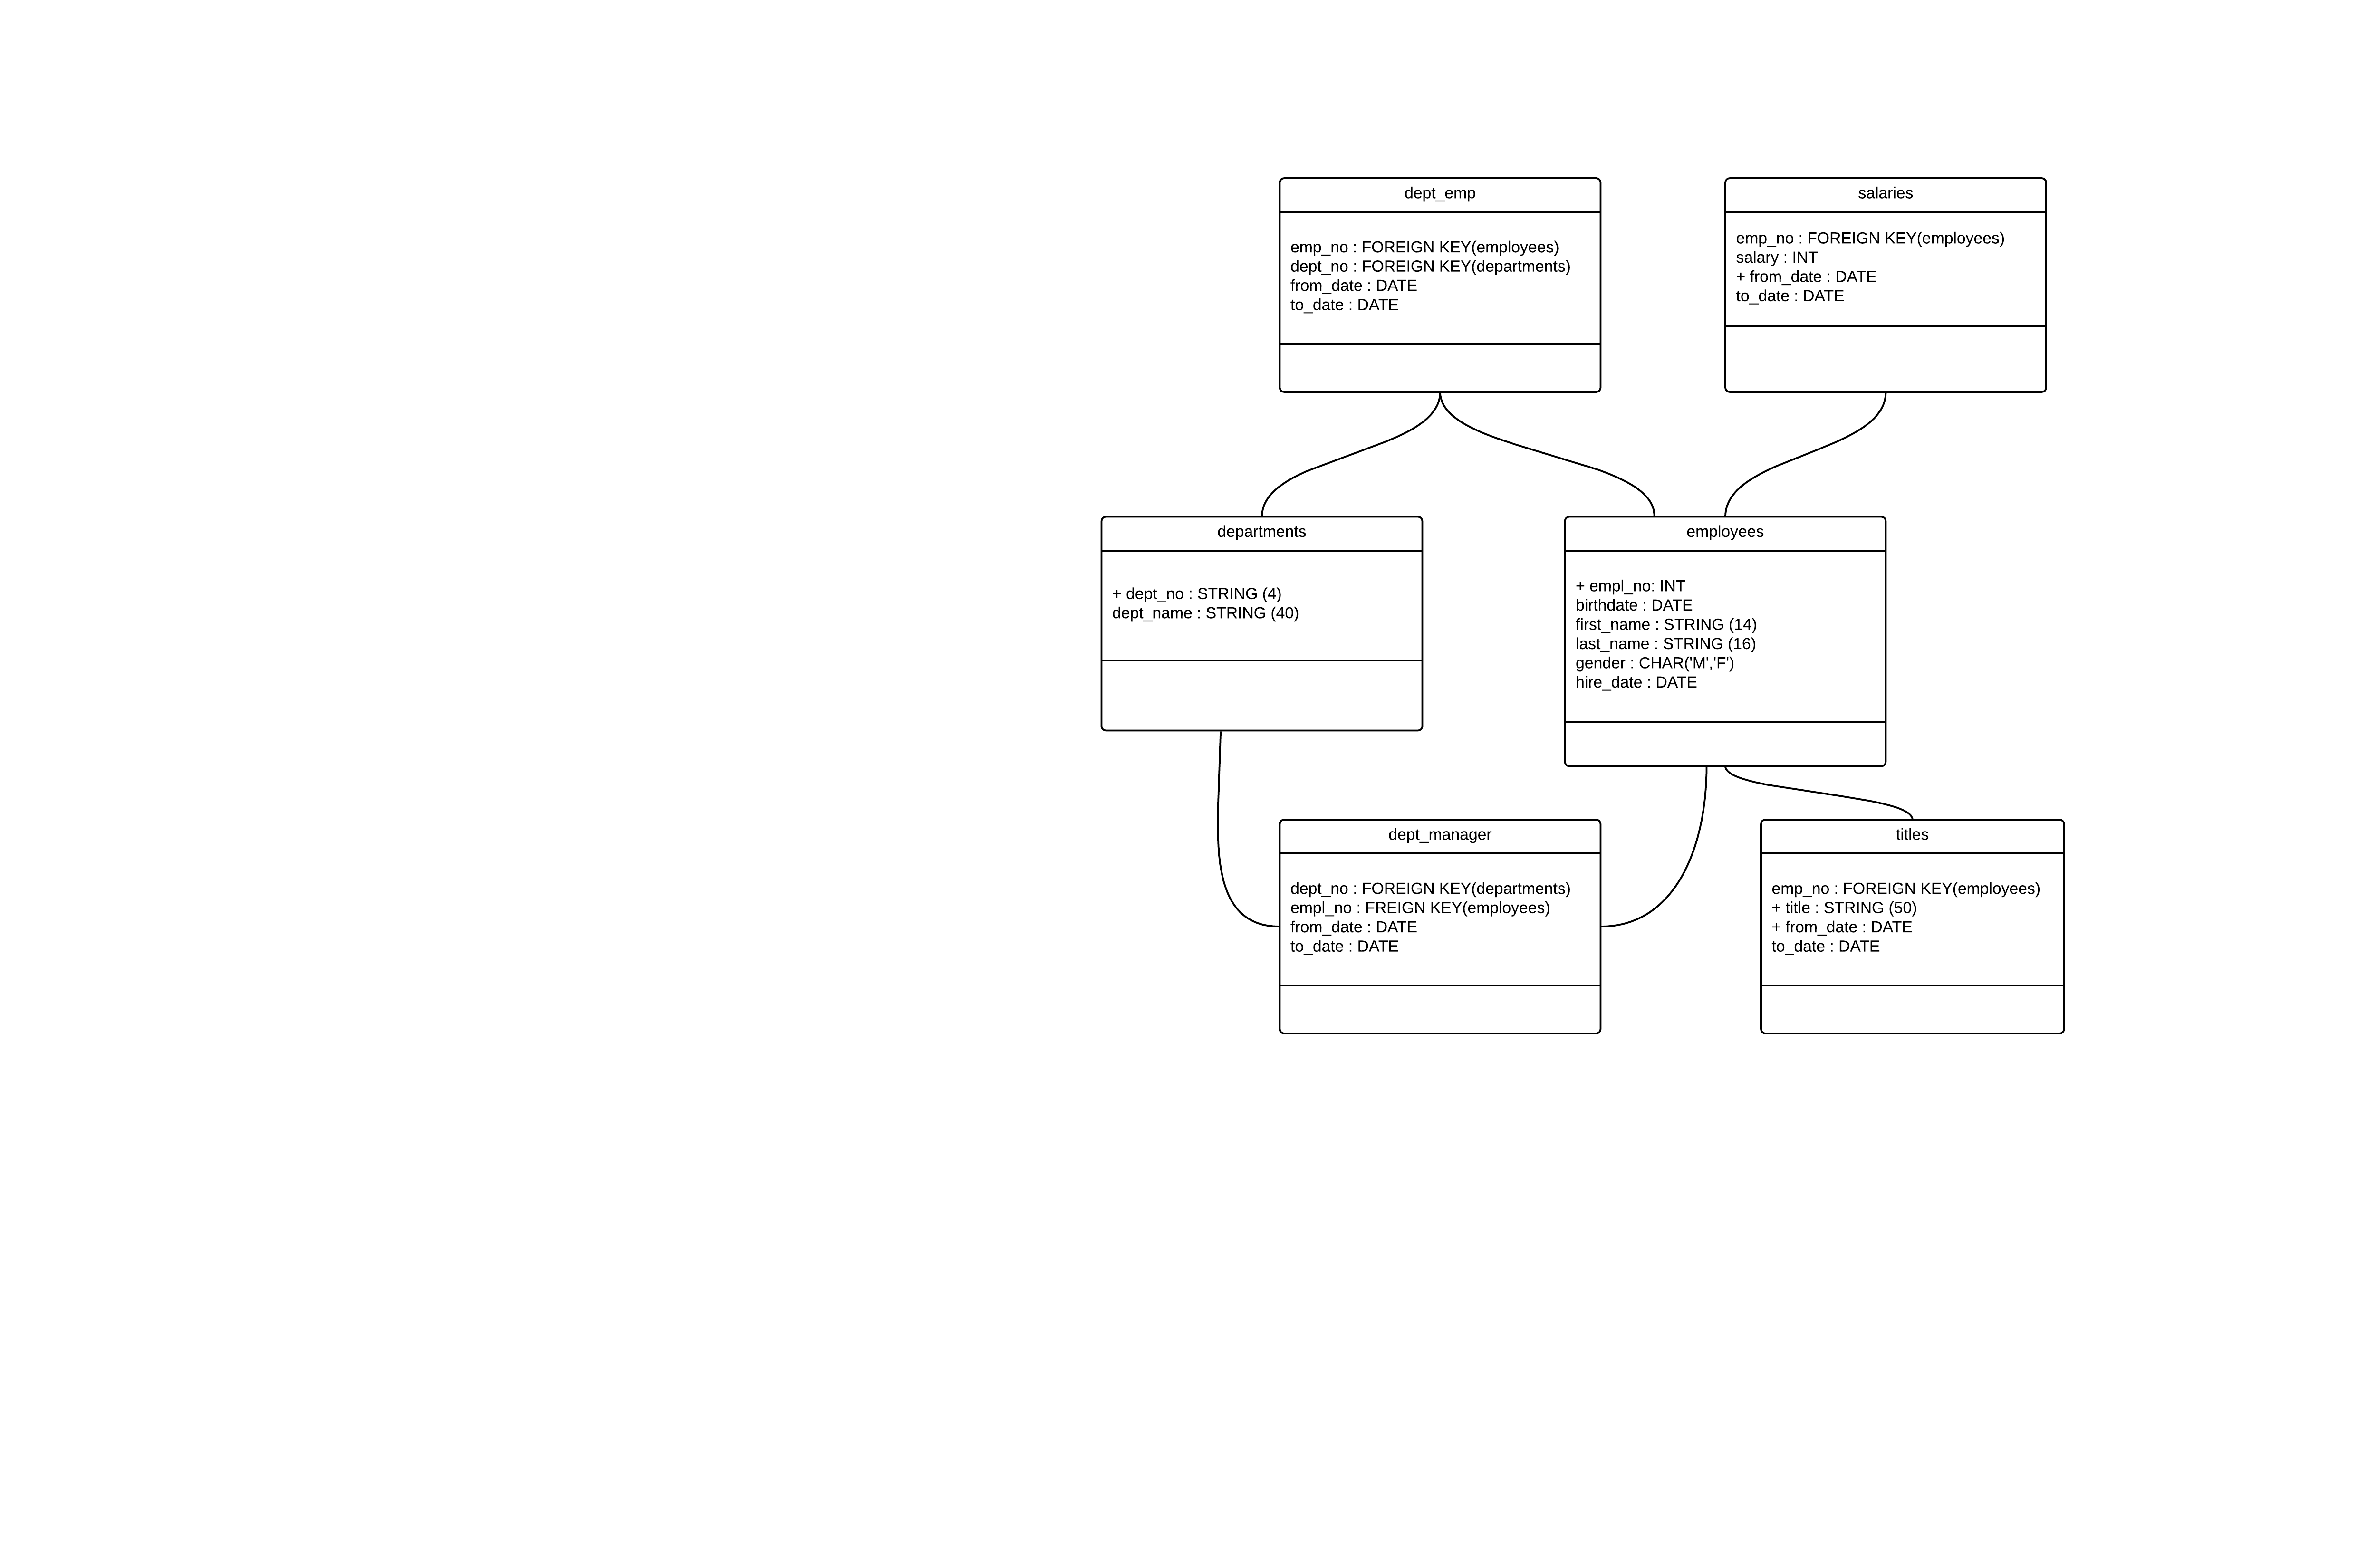 dept_emp
emp_no : FOREIGN KEY(employees)
dept_no : FOREIGN KEY(departments)
from_date : DATE
to_date : DATE
salaries
emp_no : FOREIGN KEY(employees)
salary : INT
+ from_date : DATE
to_date : DATE
departments
+ dept_no : STRING (4)
dept_name : STRING (40)
employees
+ empl_no: INT
birthdate : DATE
first_name : STRING (14)
last_name : STRING (16)
gender : CHAR('M','F')
hire_date : DATE
dept_manager
dept_no : FOREIGN KEY(departments)
empl_no : FREIGN KEY(employees)
from_date : DATE
to_date : DATE
titles
emp_no : FOREIGN KEY(employees)
+ title : STRING (50)
+ from_date : DATE
to_date : DATE